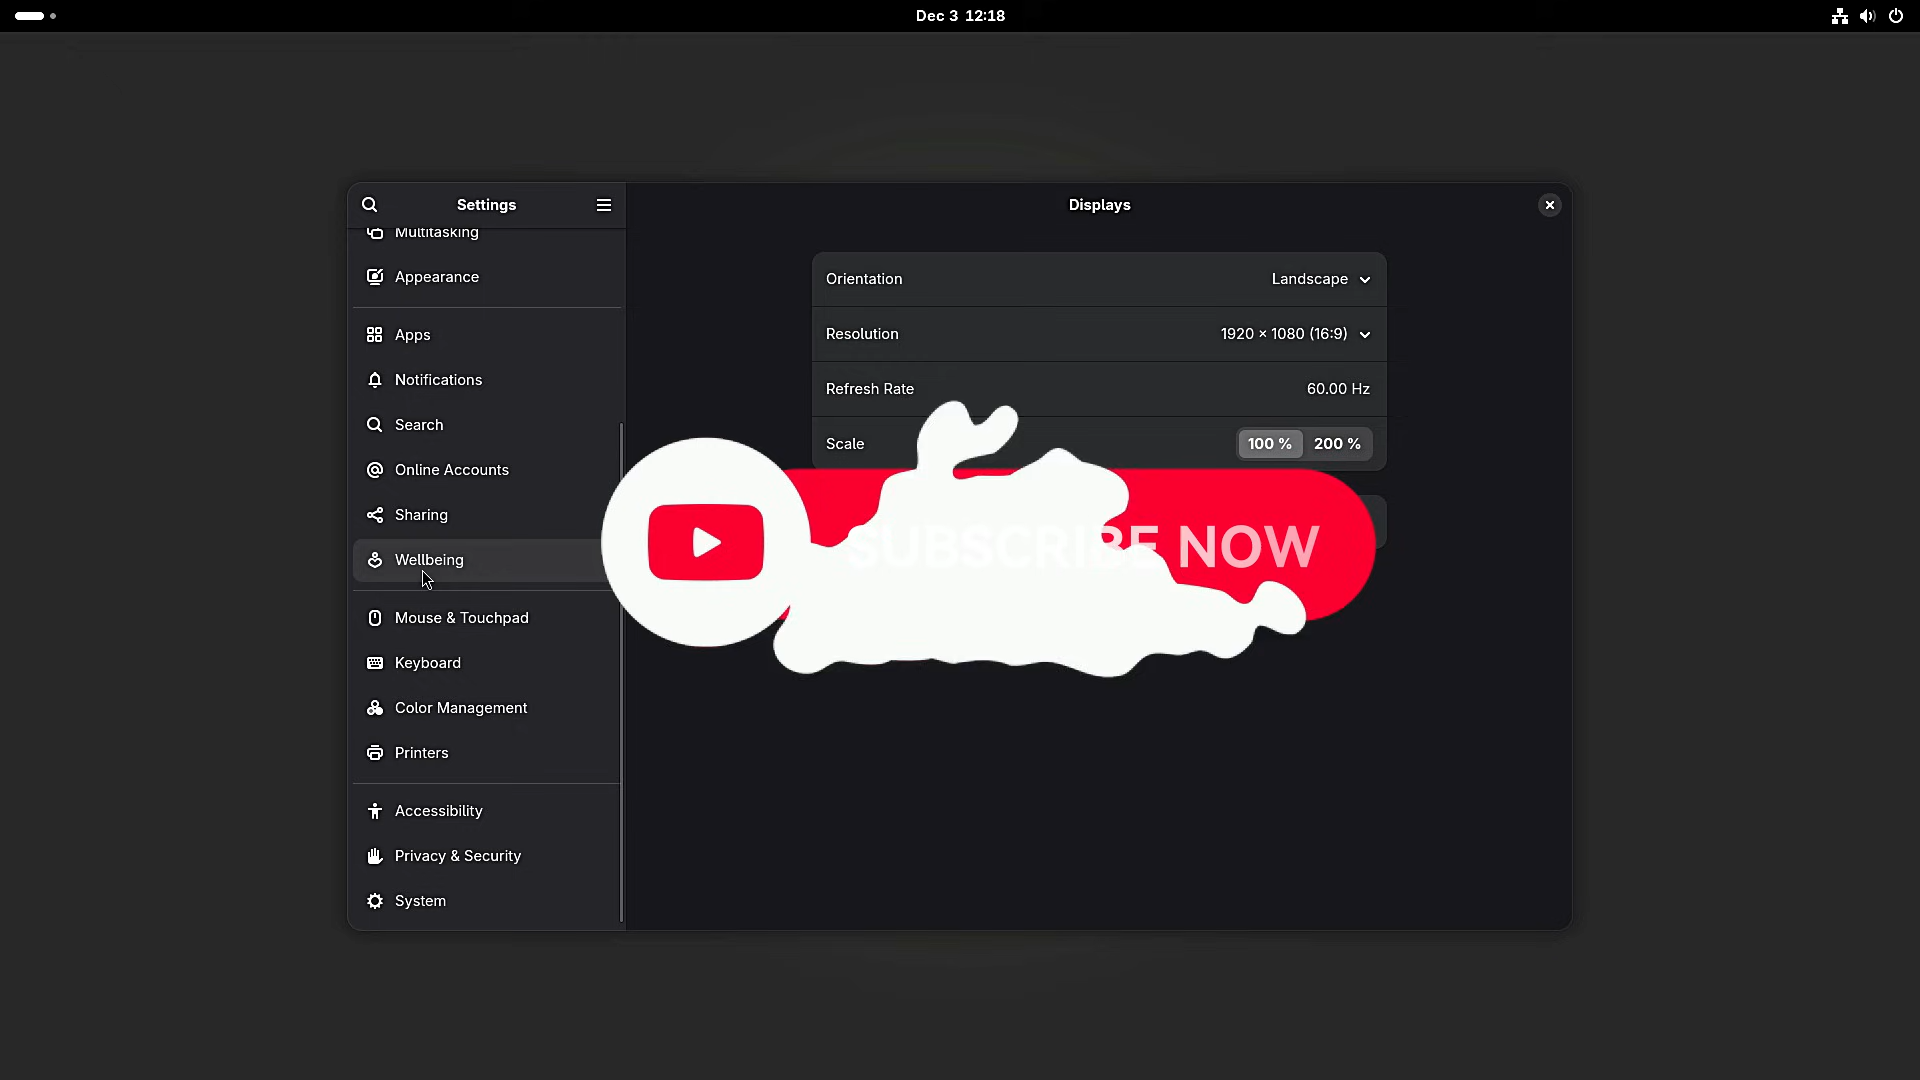 Dec 3 12:18
Settings
Displays
Multitasking
Appearance
Apps
Notifications
Search
Online Accounts
Sharing
Wellbeing
Mouse & Touchpad
Keyboard
Color Management
Printers
Accessibility
Privacy & Security
System
Orientation Landscape
Resolution 1920 × 1080 (16:9)
Refresh Rate 60.00 Hz
Scale 100 % 200 %
SUBSCRIBE NOW